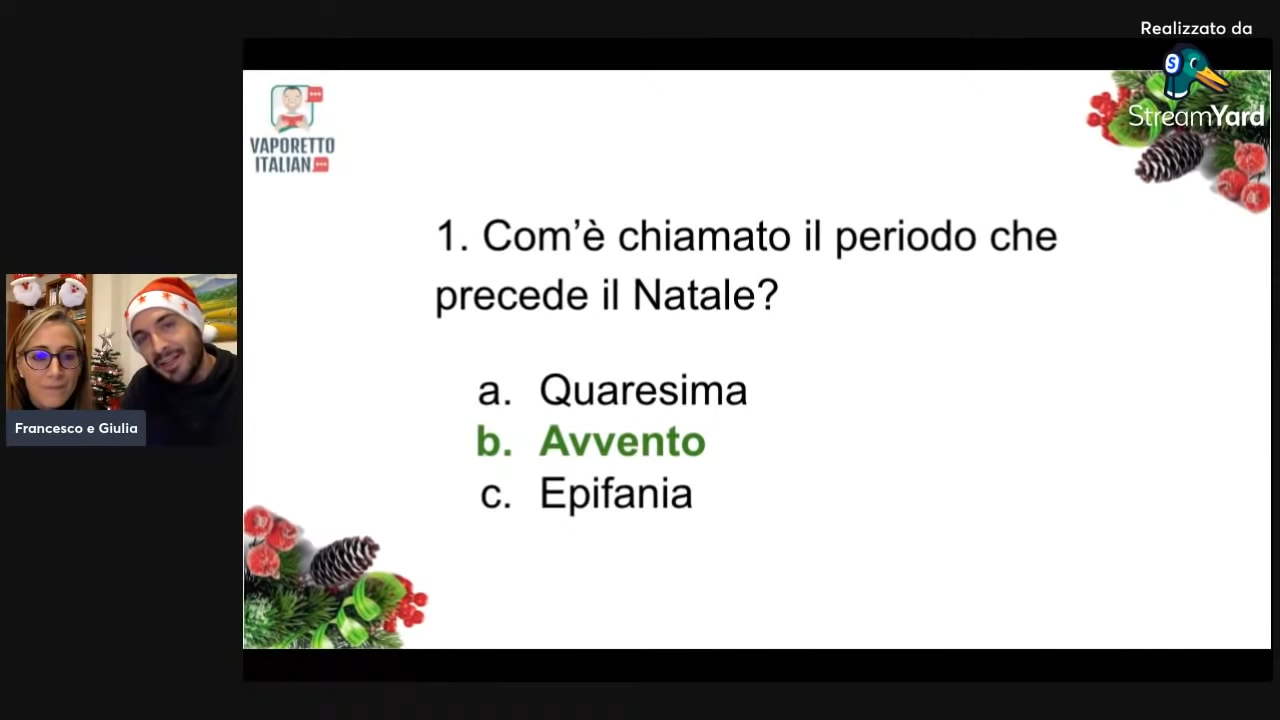 Realizzato da
StreamYard
VAPORETTO
ITALIAN
1. Com’è chiamato il periodo che
precede il Natale?
a. Quaresima
b. Avvento
c. Epifania
Francesco e Giulia